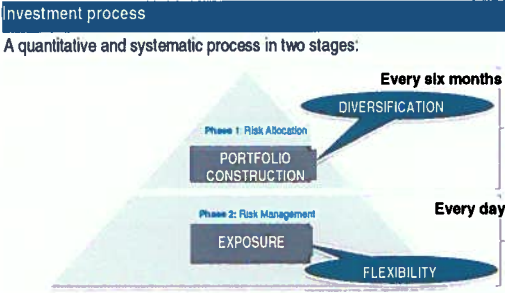 Investment process
A quantitative and systematic process in two stages:
Every six months
DIVERSIFICATION
Phase 1: Risk Allocation
PORTFOLIO
CONSTRUCTION
Phase 2: Risk Management
Every day
EXPOSURE
FLEXIBILITY